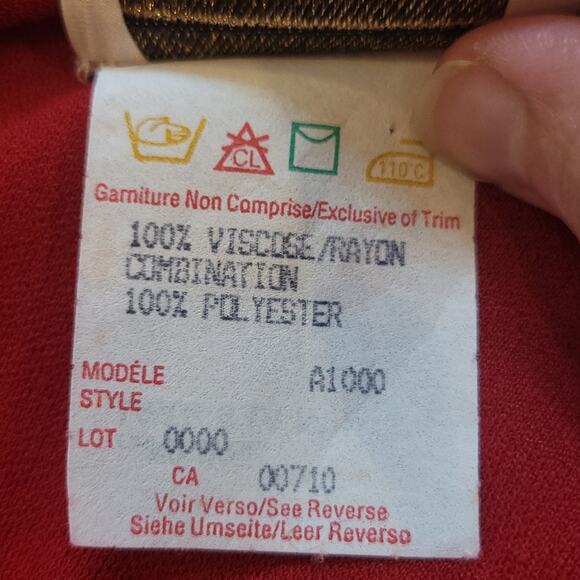 CL
110°C
Garniture Non Comprise/Exclusive of Trim
100% VISCOSE/RAYON
COMBINATION
100% POLYESTER
MODÉLE
STYLE
A1000
LOT 0000
CA 00710
Voir Verso/See Reverse
Siehe Umseite/Leer Reverso